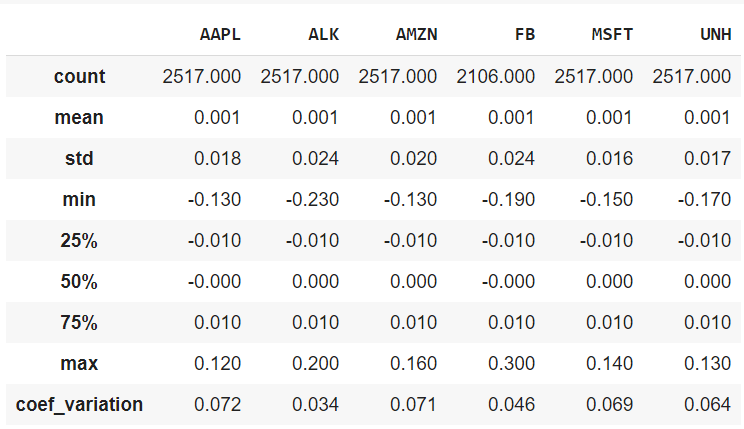 AAPL ALK AMZN FB MSFT UNH
count 2517.000 2517.000 2517.000 2106.000 2517.000 2517.000
mean 0.001 0.001 0.001 0.001 0.001 0.001
std 0.018 0.024 0.020 0.024 0.016 0.017
min -0.130 -0.230 -0.130 -0.190 -0.150 -0.170
25% -0.010 -0.010 -0.010 -0.010 -0.010 -0.010
50% -0.000 0.000 0.000 -0.000 0.000 0.000
75% 0.010 0.010 0.010 0.010 0.010 0.010
max 0.120 0.200 0.160 0.300 0.140 0.130
coef_variation 0.072 0.034 0.071 0.046 0.069 0.064